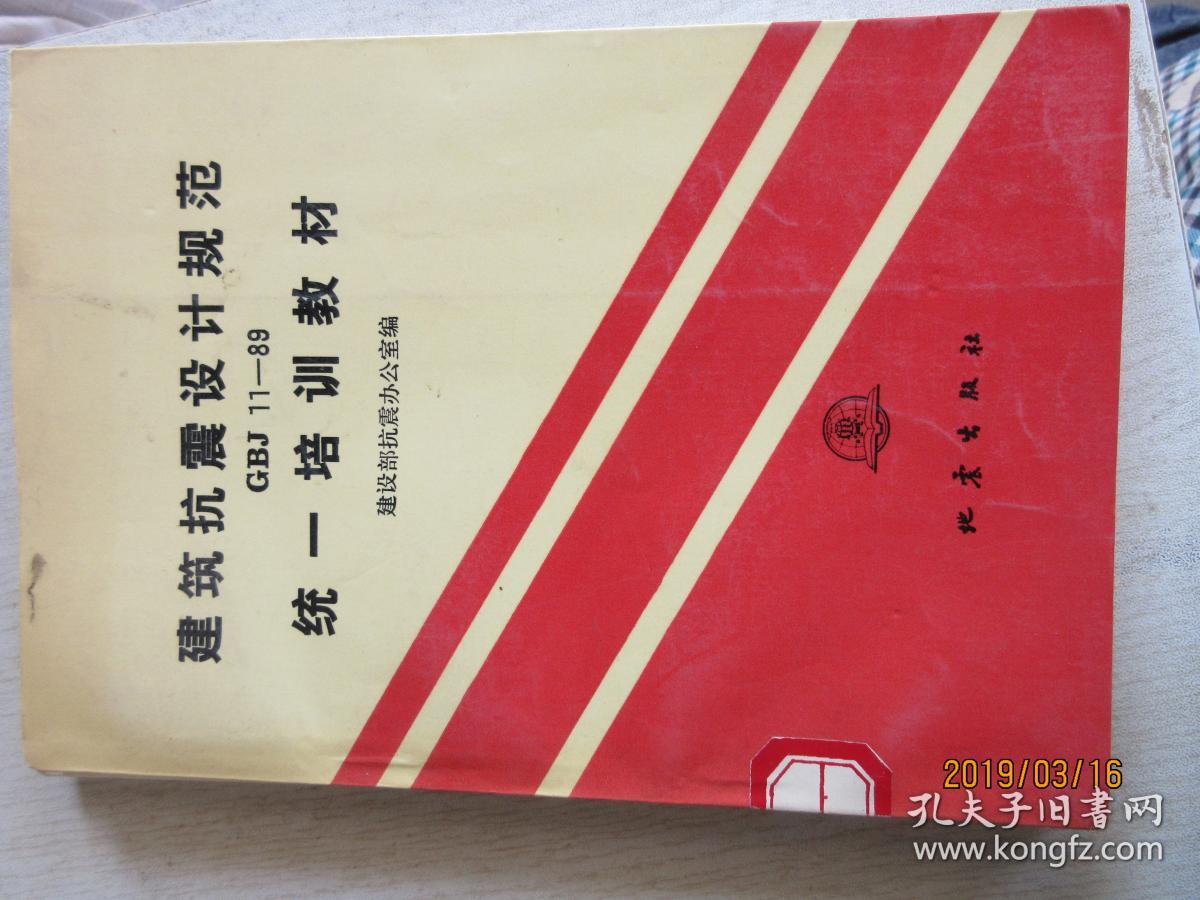 建筑抗震设计规范
GBJ 11—89
统一培训教材
建设部抗震办公室编
地震出版社
2019/03/16
孔夫子旧书网
www.kongfz.com